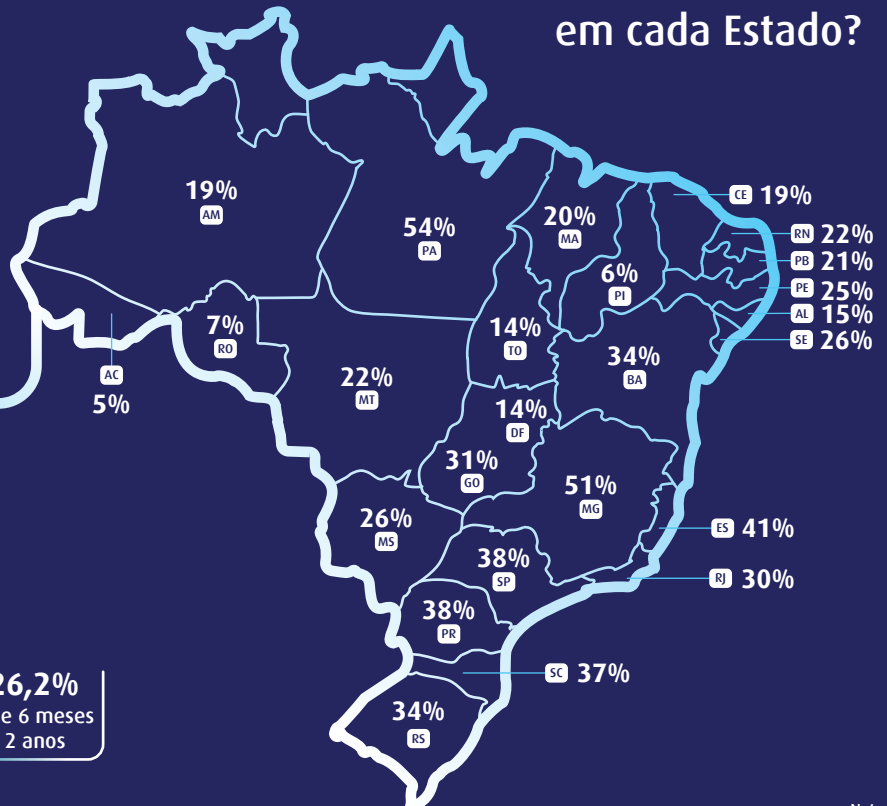 em cada Estado?
19%
AM
54%
PA
20%
MA
6%
PI
CE 19%
RN 22%
PB 21%
PE 25%
AL 15%
SE 26%
7%
RO
AC
5%
22%
MT
14%
TO
34%
BA
14%
DF
31%
GO
51%
MG
26%
MS
ES 41%
38%
SP
RJ 30%
38%
PR
SC 37%
34%
RS
26,2%
e 6 meses
2 anos